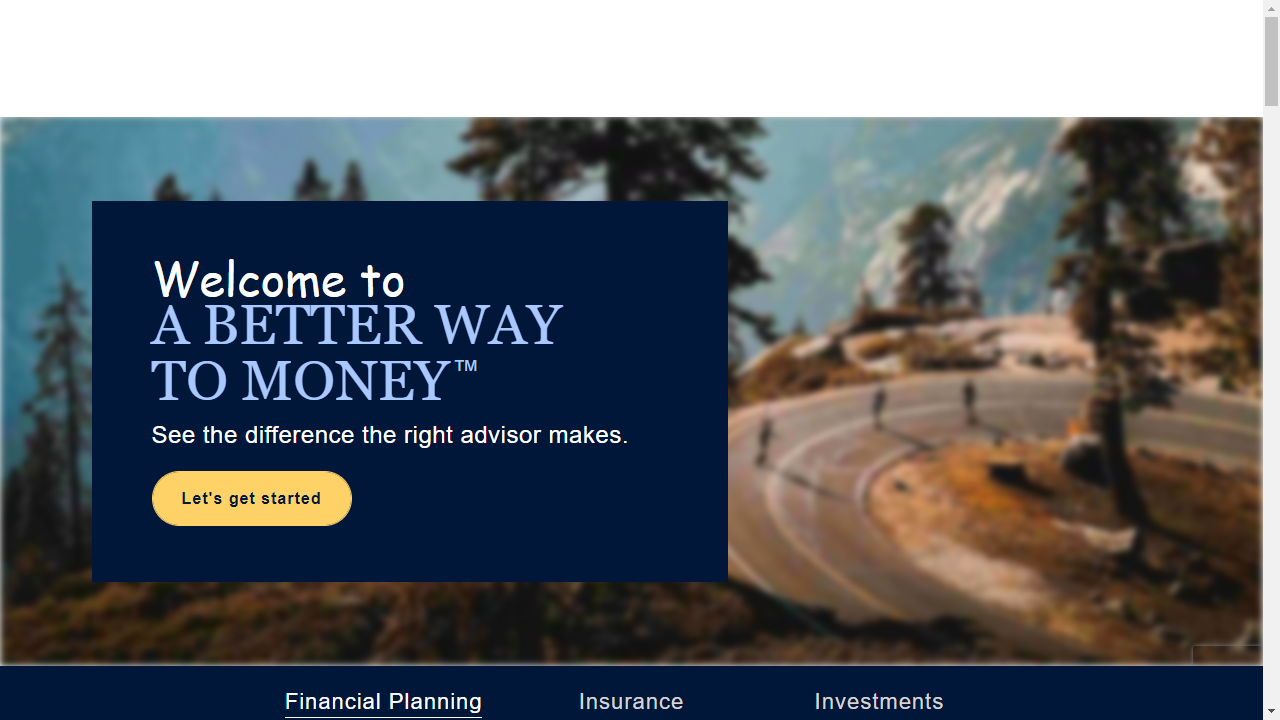 Welcome to
A BETTER WAY
TO MONEY™
See the difference the right advisor makes.
Let's get started
Financial Planning
Insurance
Investments